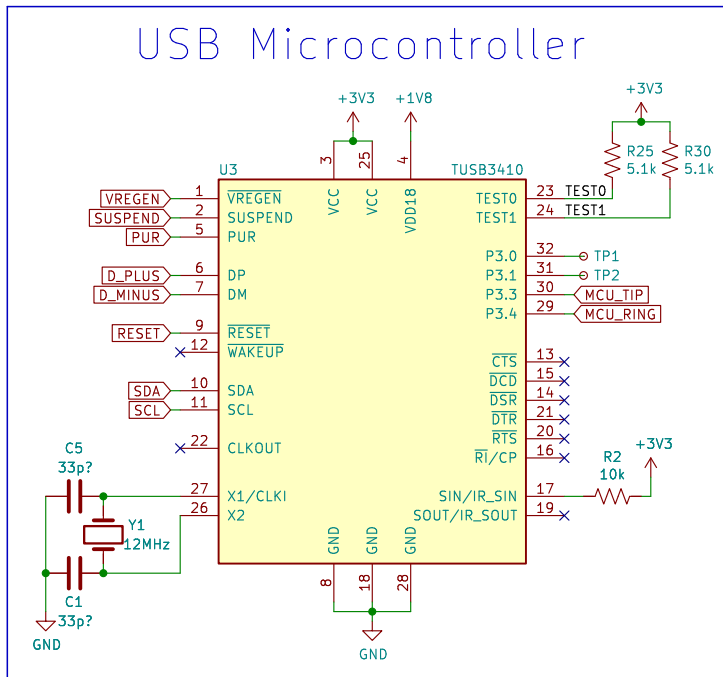 USB Microcontroller
+3V3
+1V8
+3V3
U3
TUSB3410
R25
5.1k
R30
5.1k
3
VCC
25
VCC
4
VDD18
VREGEN
1
VREGEN
SUSPEND
2
SUSPEND
PUR
5
PUR
D_PLUS
6
DP
D_MINUS
7
DM
RESET
9
RESET
12
WAKEUP
SDA
10
SDA
SCL
11
SCL
22
CLKOUT
27
X1/CLKI
26
X2
TEST0
23
TEST0
TEST1
24
TEST1
P3.0
32
TP1
P3.1
31
TP2
P3.3
30
MCU_TIP
P3.4
29
MCU_RING
CTS
13
DCD
15
DSR
14
DTR
21
RTS
20
RI/CP
16
SIN/IR_SIN
17
SOUT/IR_SOUT
19
R2
10k
+3V3
C5
33p?
Y1
12MHz
C1
33p?
GND
GND
8
GND
18
GND
28
GND